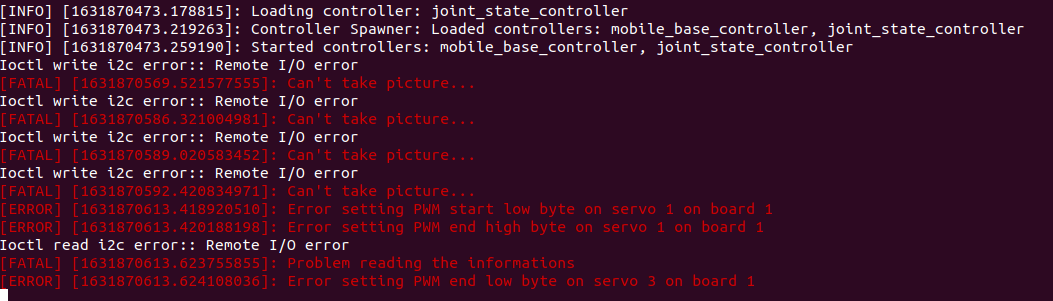 [INFO] [1631870473.178815]: Loading controller: joint_state_controller
[INFO] [1631870473.219263]: Controller Spawner: Loaded controllers: mobile_base_controller, joint_state_controller
[INFO] [1631870473.259190]: Started controllers: mobile_base_controller, joint_state_controller
Ioctl write i2c error:: Remote I/O error
[FATAL] [1631870569.521577555]: Can't take picture...
Ioctl write i2c error:: Remote I/O error
[FATAL] [1631870586.321004981]: Can't take picture...
Ioctl write i2c error:: Remote I/O error
[FATAL] [1631870589.020583452]: Can't take picture...
Ioctl write i2c error:: Remote I/O error
[FATAL] [1631870592.420834971]: Can't take picture...
[ERROR] [1631870613.418920510]: Error setting PWM start low byte on servo 1 on board 1
[ERROR] [1631870613.420188198]: Error setting PWM end high byte on servo 1 on board 1
Ioctl read i2c error:: Remote I/O error
[FATAL] [1631870613.623755855]: Problem reading the informations
[ERROR] [1631870613.624108036]: Error setting PWM end low byte on servo 3 on board 1